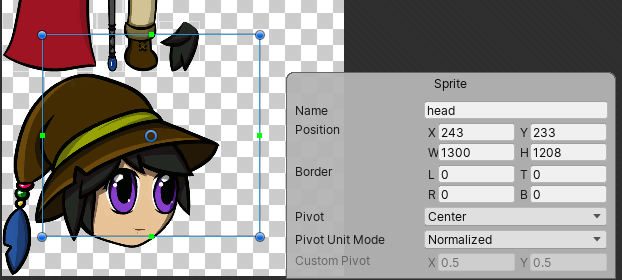 Sprite
Name head
Position X 243 Y 233
W 1300 H 1208
Border L 0 T 0
R 0 B 0
Pivot Center
Pivot Unit Mode Normalized
Custom Pivot X 0.5 Y 0.5